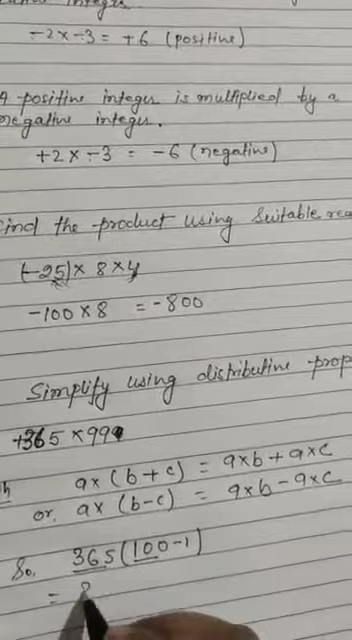 -2 x -3 = +6 (positive)
A positive integer is multiplied by a
negative integer.
+2 x -3 = -6 (negative)
Find the product using suitable
(-25) x 8 x 4
-100 x 8 = -800
Simplify using distributive prop
+365 x 99
a x (b + c) = a x b + a x c
or, a x (b - c) = a x b - a x c
So, 365 (100 - 1)
=